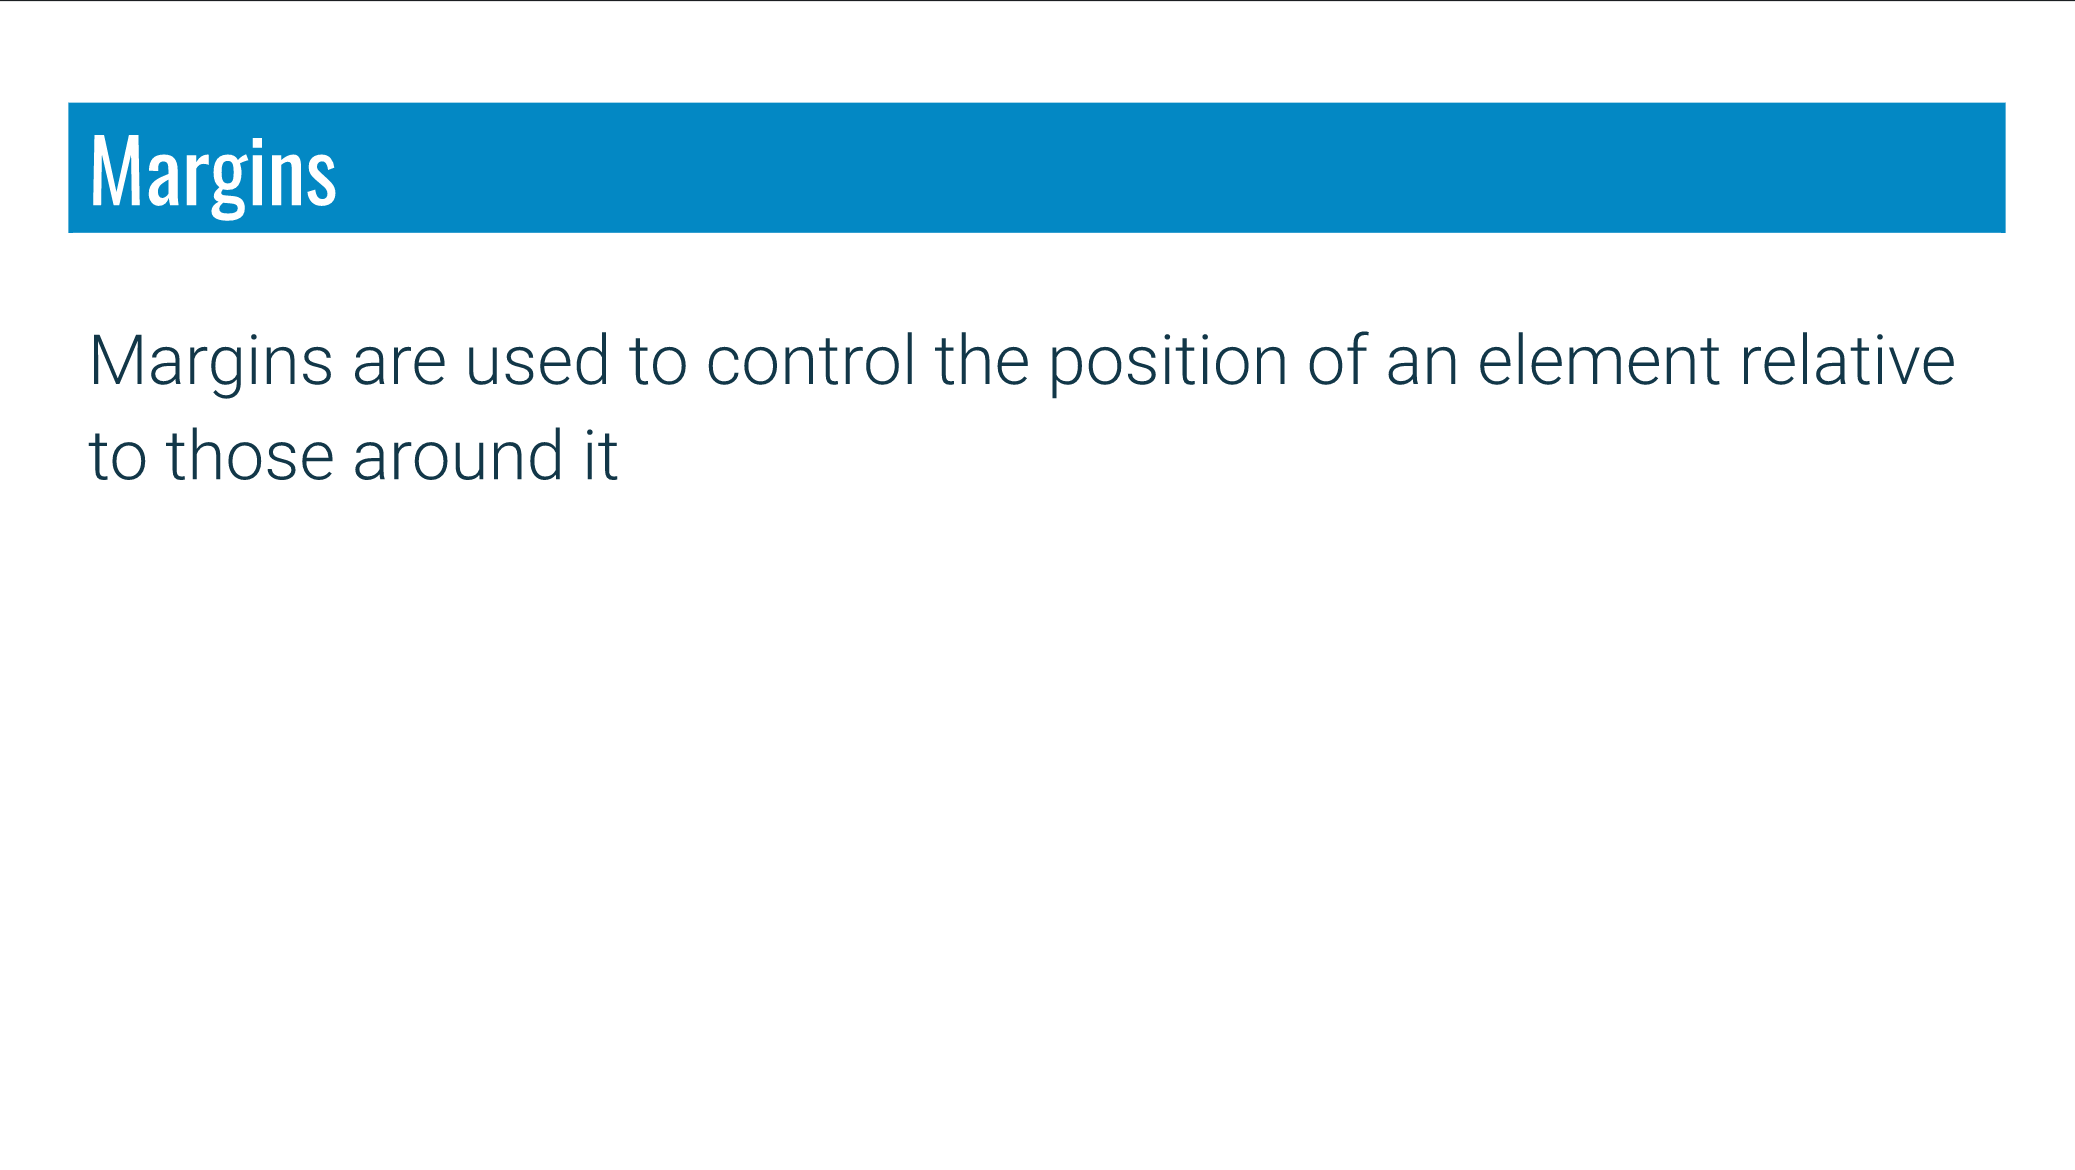 Margins
Margins are used to control the position of an element relative
to those around it